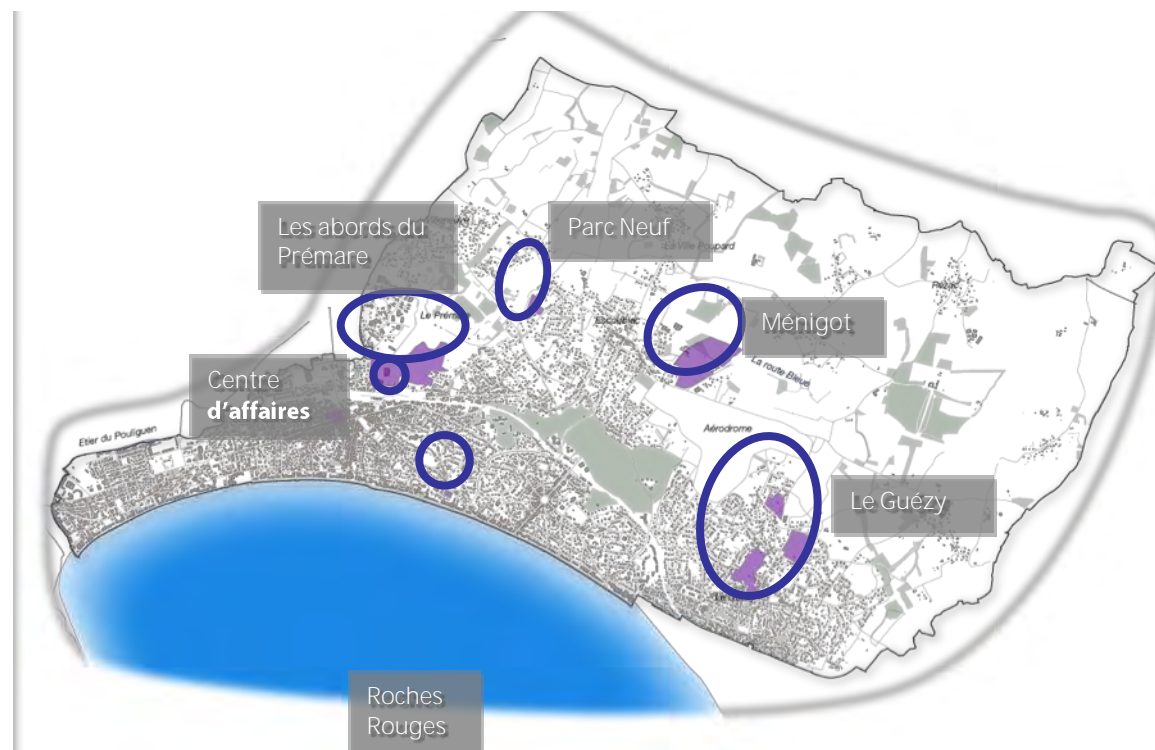 Les abords du
Prémare
Parc Neuf
La Ville Poupard
Rézac
Le Prémare
Escoublac
Ménigot
La route Bleue
Centre
d'affaires
Etier du Pouliguen
Aérodrome
Le Guézy
Roches
Rouges